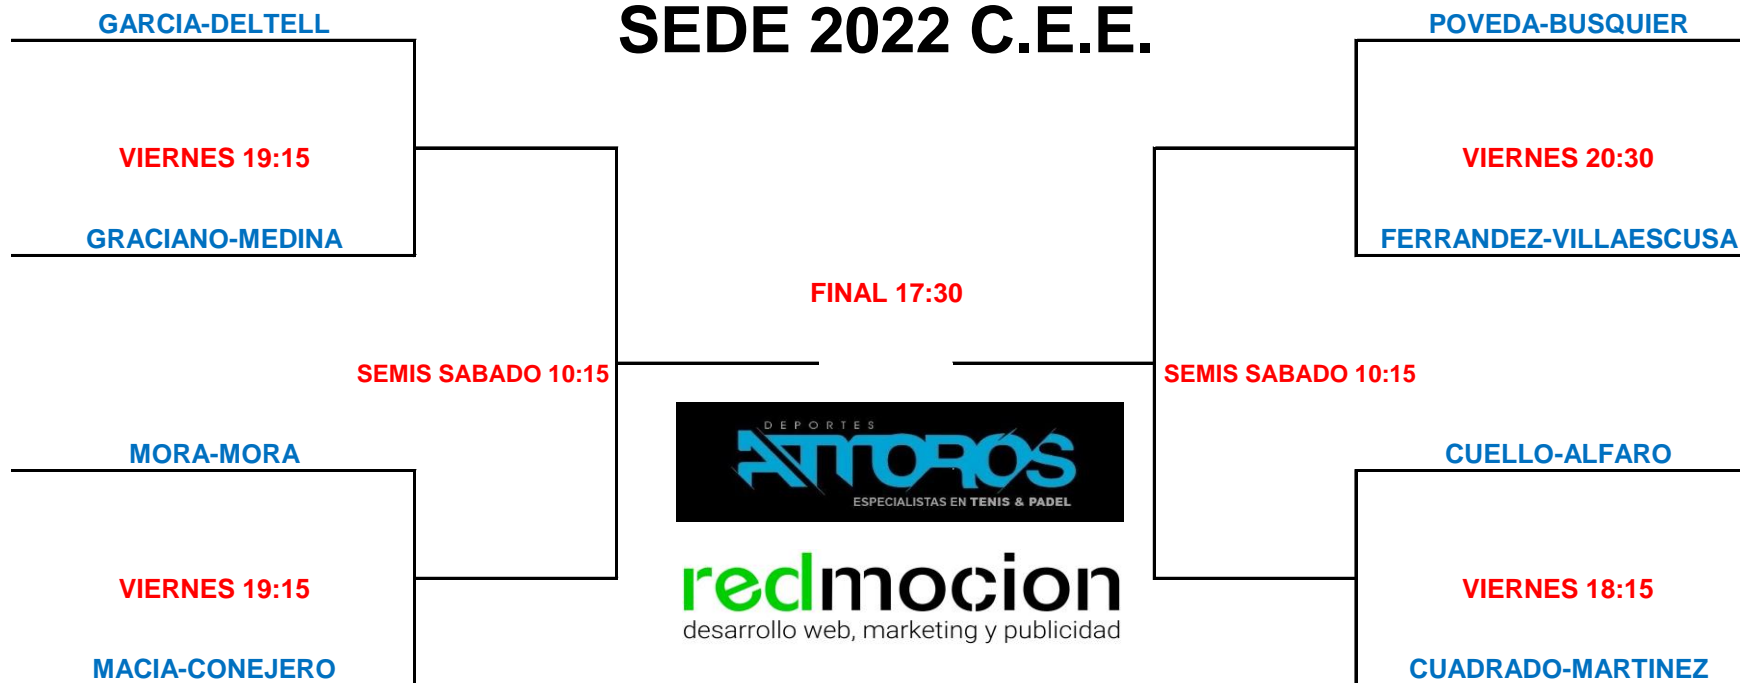 GARCIA-DELTELL
SEDE 2022 C.E.E.
POVEDA-BUSQUIER
VIERNES 19:15
VIERNES 20:30
GRACIANO-MEDINA
FERRANDEZ-VILLAESCUSA
FINAL 17:30
SEMIS SABADO 10:15
SEMIS SABADO 10:15
DEPORTES
ATTOROS
ESPECIALISTAS EN TENIS & PADEL
MORA-MORA
CUELLO-ALFARO
redmocion
desarrollo web, marketing y publicidad
VIERNES 19:15
VIERNES 18:15
MACIA-CONEJERO
CUADRADO-MARTINEZ